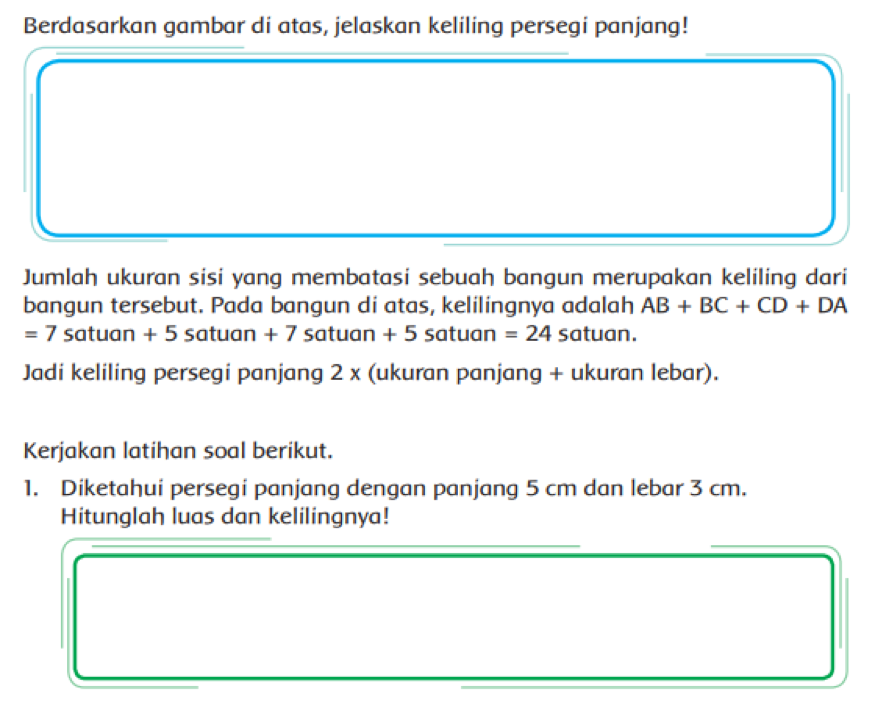 Berdasarkan gambar di atas, jelaskan keliling persegi panjang!
Jumlah ukuran sisi yang membatasi sebuah bangun merupakan keliling dari
bangun tersebut. Pada bangun di atas, kelilingnya adalah AB + BC + CD + DA
= 7 satuan + 5 satuan + 7 satuan + 5 satuan = 24 satuan.
Jadi keliling persegi panjang 2 x (ukuran panjang + ukuran lebar).
Kerjakan latihan soal berikut.
1. Diketahui persegi panjang dengan panjang 5 cm dan lebar 3 cm.
Hitunglah luas dan kelilingnya!